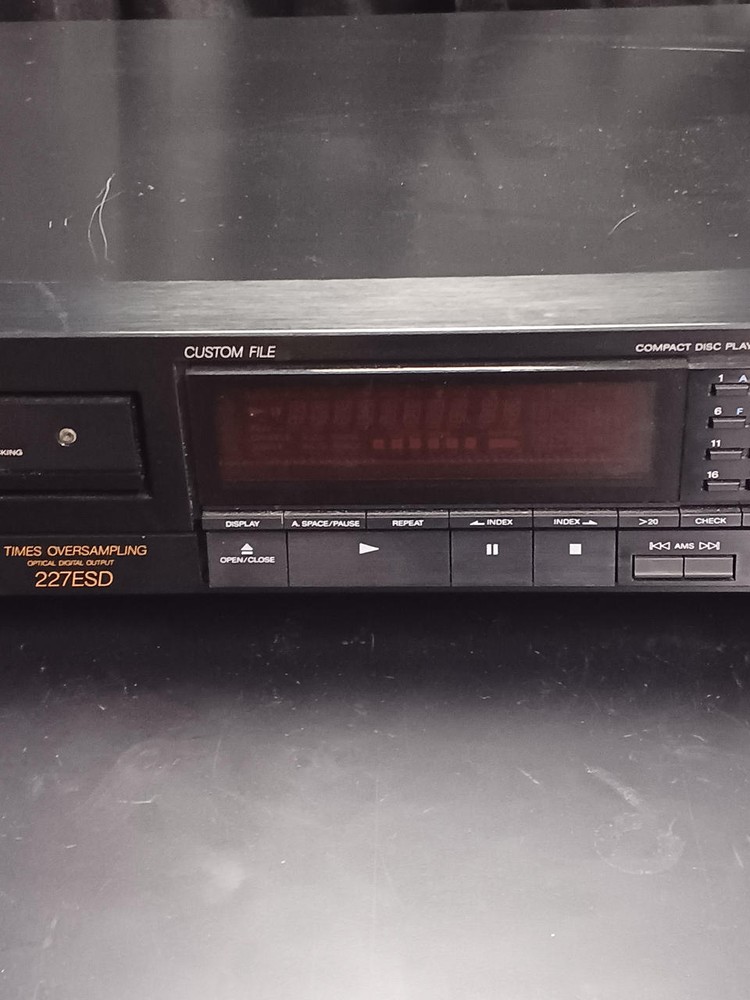 CUSTOM FILE
COMPACT DISC PLAY
1 A
6 F
11
16
KING
DISPLAY A. SPACE/PAUSE REPEAT INDEX INDEX >20 CHECK
TIMES OVERSAMPLING
OPTICAL DIGITAL OUTPUT
227ESD
OPEN/CLOSE
AMS